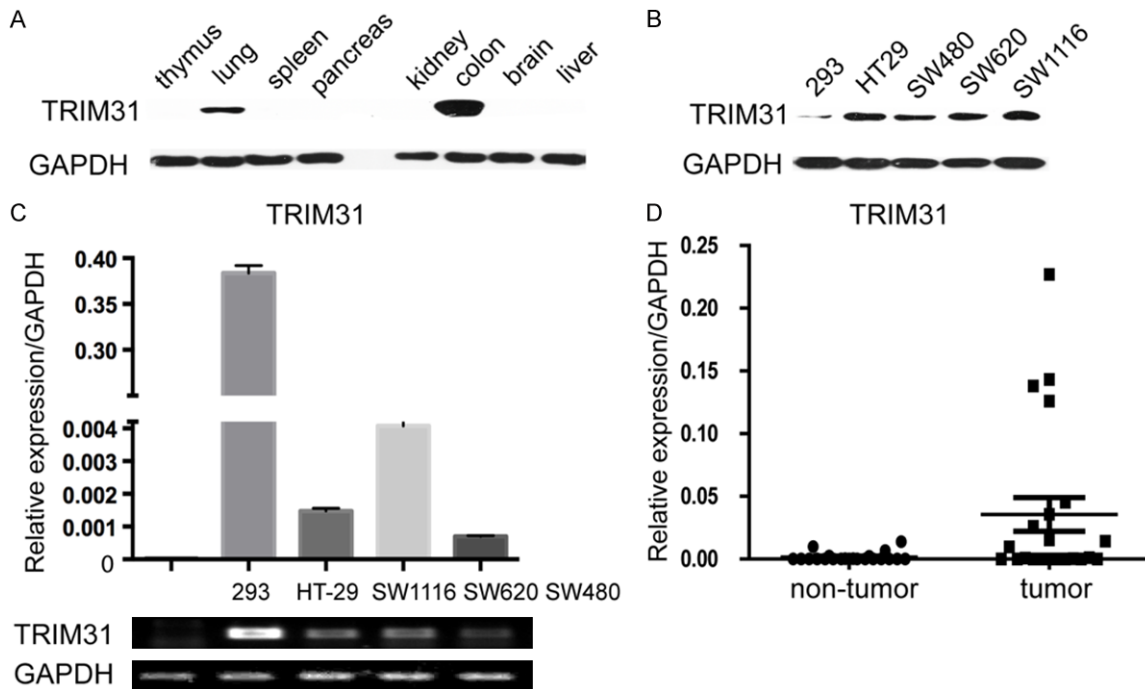 A
thymus lung spleen pancreas kidney colon brain liver
TRIM31
GAPDH
B
293 HT29 SW480 SW620 SW1116
TRIM31
GAPDH
C
TRIM31
Relative expression/GAPDH
0.40
0.35
0.30
0.004
0.003
0.002
0.001
0
293 HT-29 SW1116 SW620 SW480
TRIM31
GAPDH
D
TRIM31
Relative expression/GAPDH
0.25
0.20
0.15
0.10
0.05
0.00
non-tumor tumor